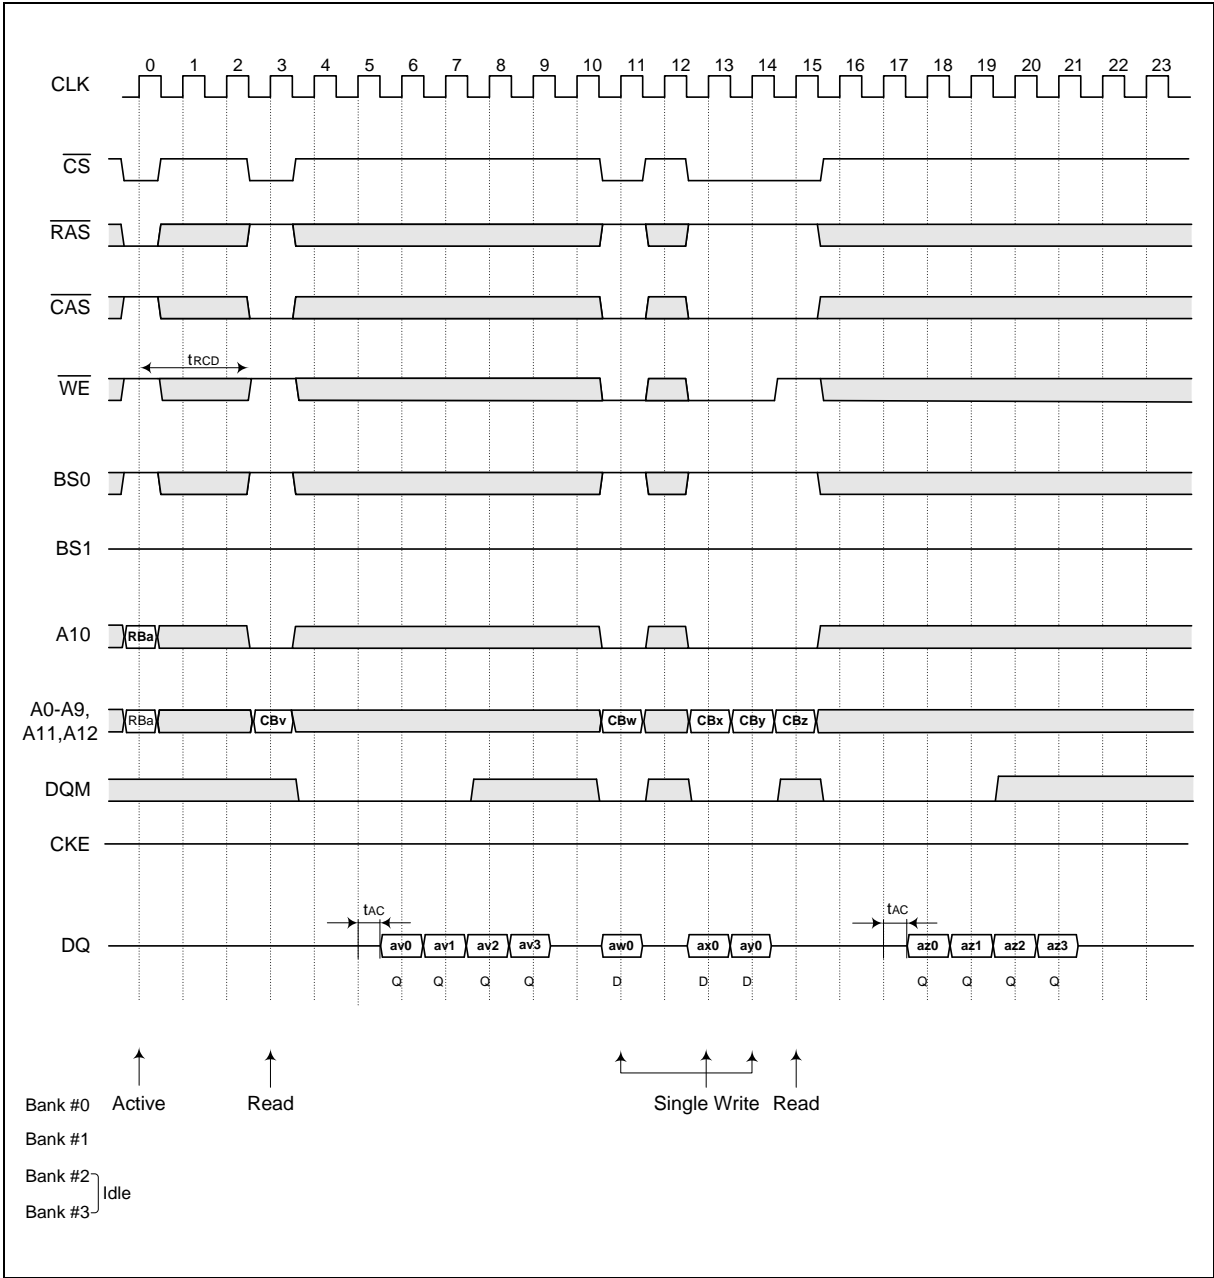 0 1 2 3 4 5 6 7 8 9 10 11 12 13 14 15 16 17 18 19 20 21 22 23
CLK
CS
RAS
CAS
tRCD
WE
BS0
BS1
A10 RBa
A0-A9,
A11,A12
RBa CBv CBw CBx CBy CBz
DQM
CKE
tAC tAC
DQ av0 av1 av2 av3 aw0 ax0 ay0 az0 az1 az2 az3
Q Q Q Q D D D Q Q Q Q
Bank #0 Active Read Single Write Read
Bank #1
Bank #2
Idle
Bank #3